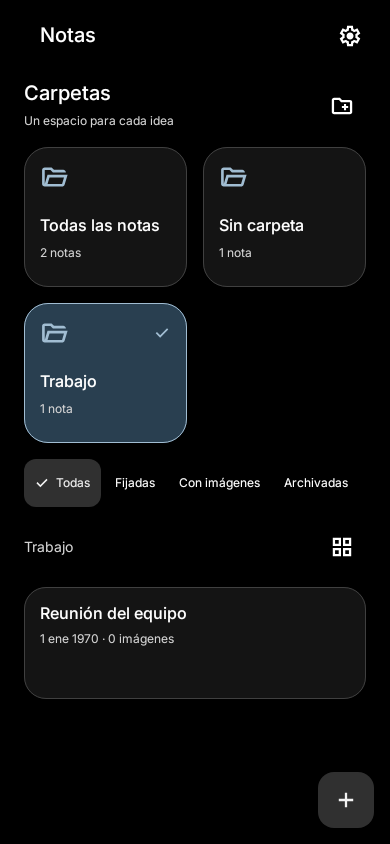 Notas
Carpetas
Un espacio para cada idea
Todas las notas
2 notas
Sin carpeta
1 nota
Trabajo
1 nota
Todas
Fijadas
Con imágenes
Archivadas
Trabajo
Reunión del equipo
1 ene 1970 · 0 imágenes